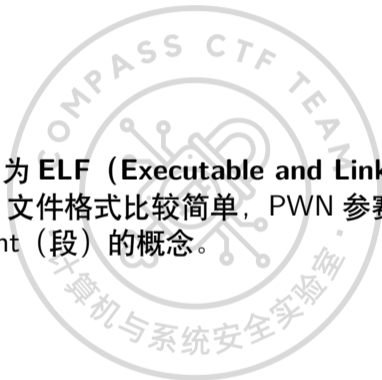 COMPASS CTF TEAM
为 ELF（Executable and Link
文件格式比较简单，PWN 参赛
nt（段）的概念。
计算机与系统安全实验室